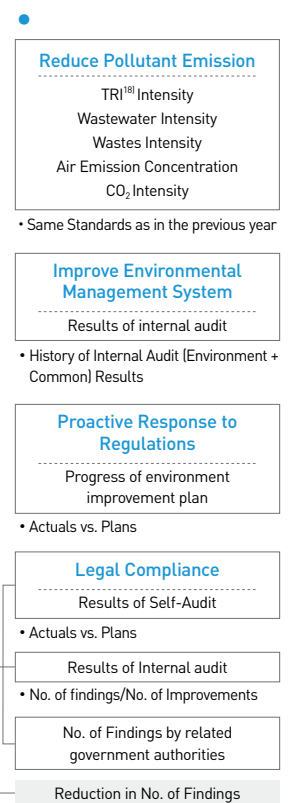 Reduce Pollutant Emission
TRI¹⁸⁾ Intensity
Wastewater Intensity
Wastes Intensity
Air Emission Concentration
CO₂ Intensity
• Same Standards as in the previous year
Improve Environmental
Management System
Results of internal audit
• History of Internal Audit (Environment +
Common) Results
Proactive Response to
Regulations
Progress of environment
improvement plan
• Actuals vs. Plans
Legal Compliance
Results of Self-Audit
• Actuals vs. Plans
Results of Internal audit
• No. of findings/No. of Improvements
No. of Findings by related
government authorities
Reduction in No. of Findings